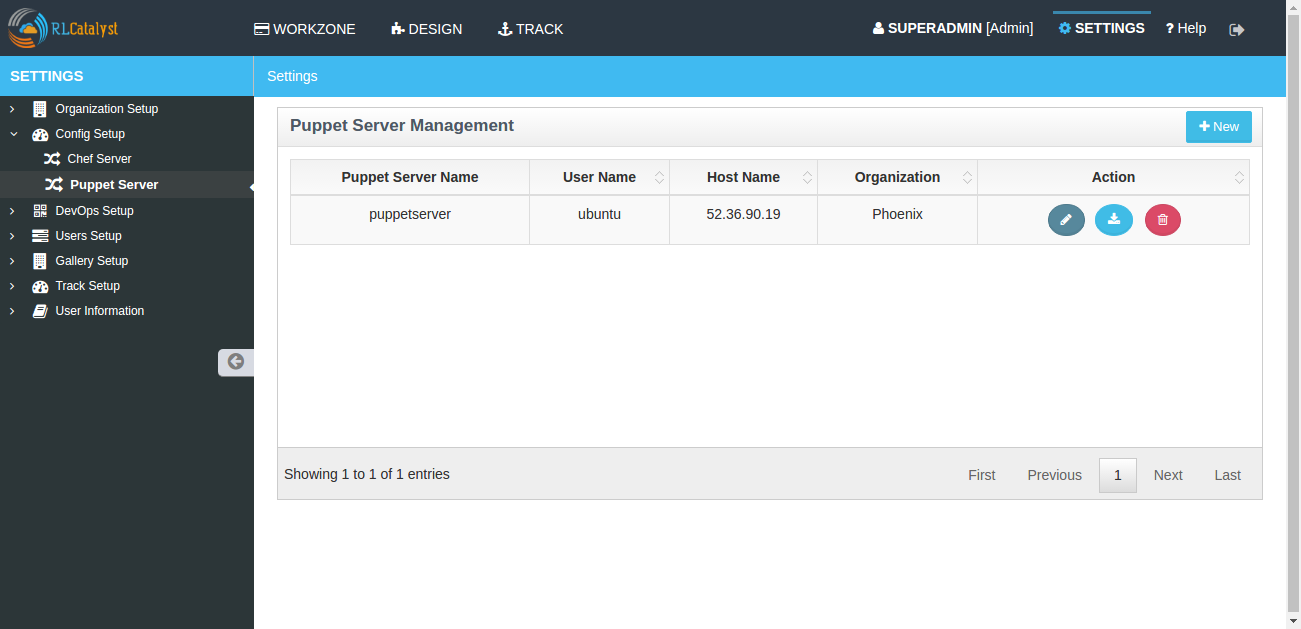 RLCatalyst
WORKZONE DESIGN TRACK
SUPERADMIN [Admin] SETTINGS ? Help
SETTINGS
Settings
Organization Setup
Config Setup
Chef Server
Puppet Server
DevOps Setup
Users Setup
Gallery Setup
Track Setup
User Information
Puppet Server Management
+ New
Puppet Server Name User Name Host Name Organization Action
puppetserver ubuntu 52.36.90.19 Phoenix
Showing 1 to 1 of 1 entries
First Previous 1 Next Last